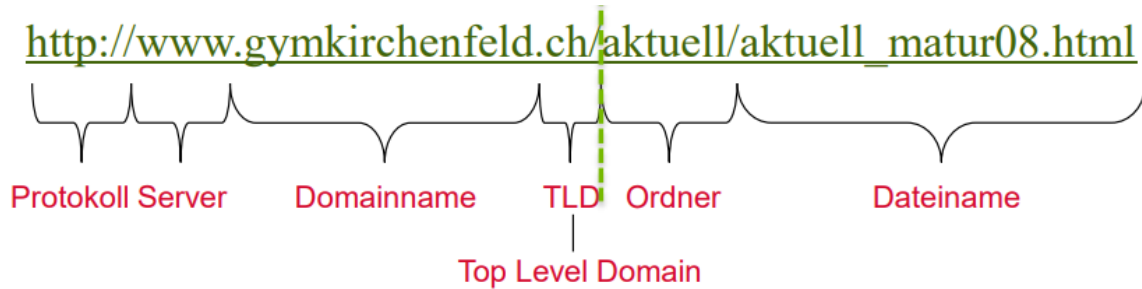 http://www.gymkirchenfeld.ch/aktuell/aktuell_matur08.html
Protokoll Server Domainname TLD Ordner Dateiname
Top Level Domain